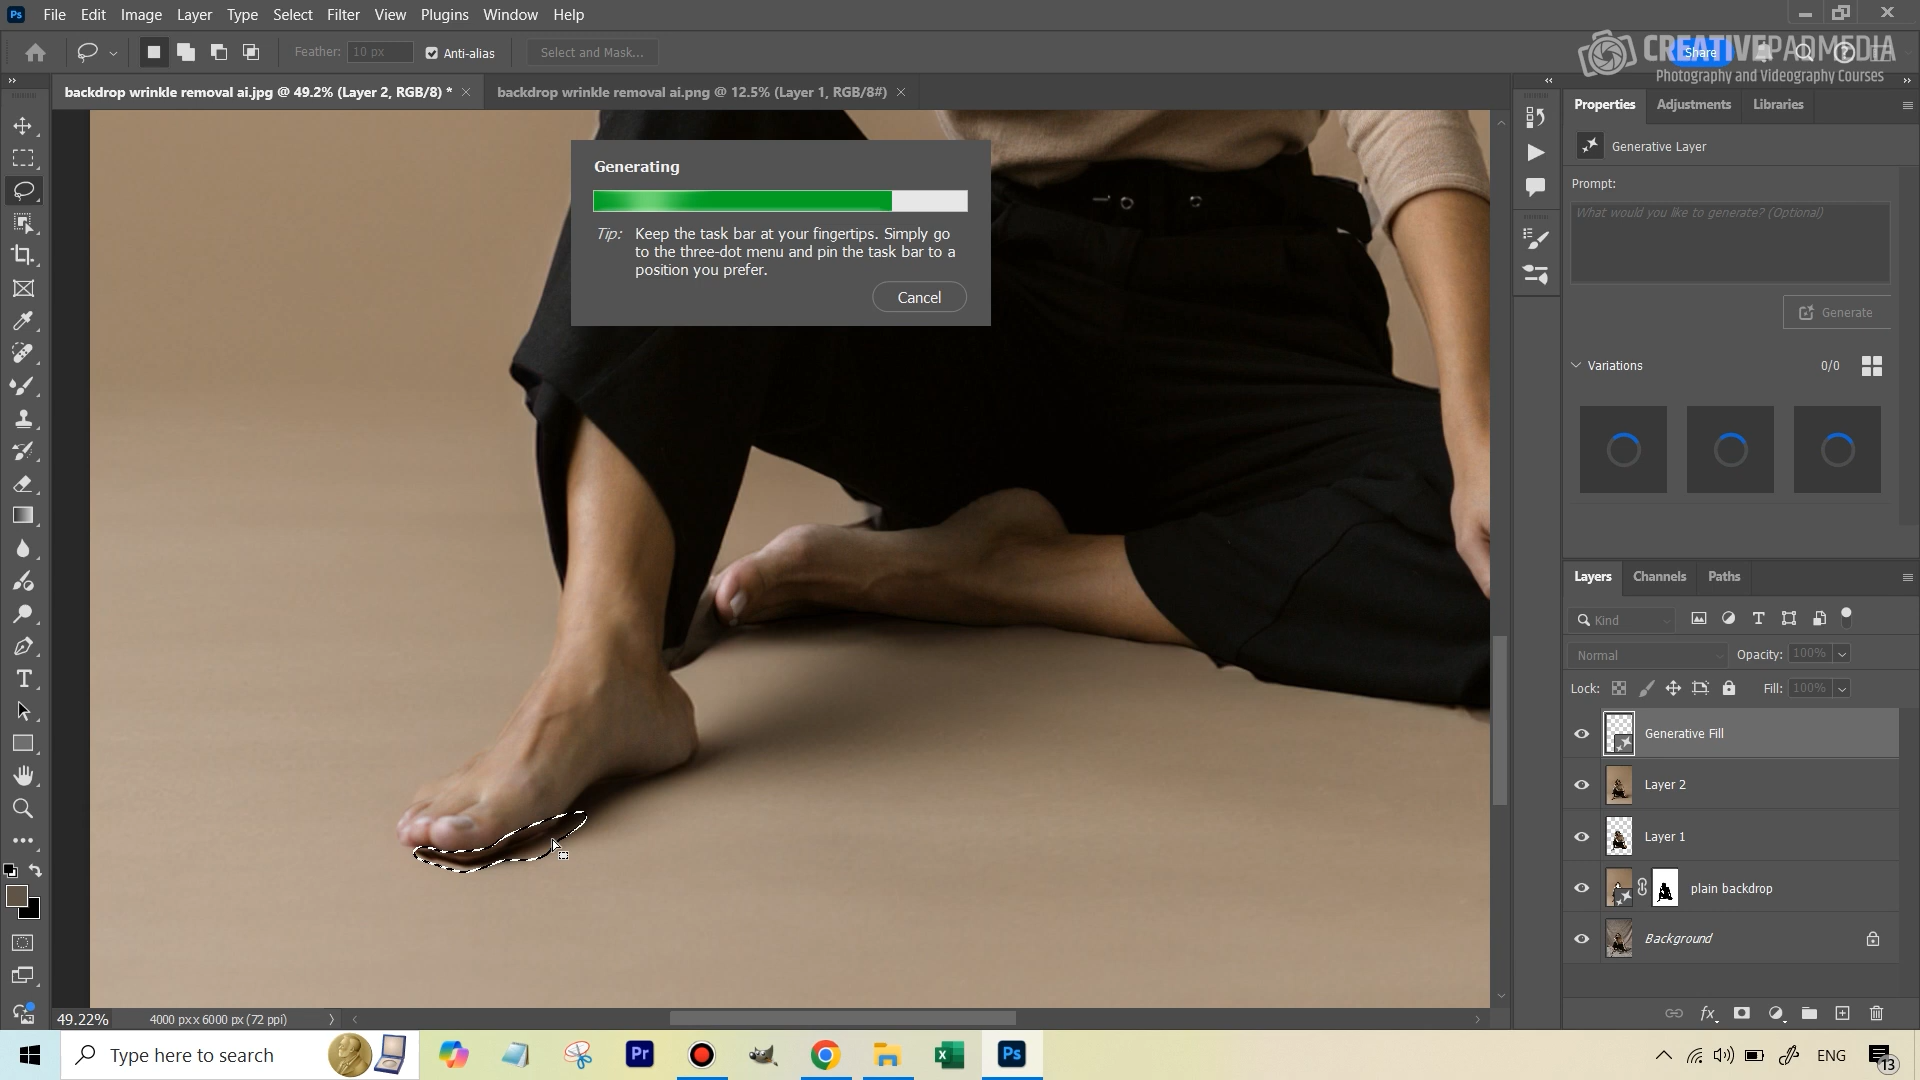 File Edit Image Layer Type Select Filter View Plugins Window Help
Feather: 10 px Anti-alias Select and Mask...
CREATIVEPADMEDIA
Share
Photography and Videography Courses
backdrop wrinkle removal ai.jpg @ 49.2% (Layer 2, RGB/8) *
backdrop wrinkle removal ai.png @ 12.5% (Layer 1, RGB/8#)
Properties Adjustments Libraries
Generative Layer
Prompt:
What would you like to generate? (Optional)
Generate
Variations 0/0
Generating
Tip: Keep the task bar at your fingertips. Simply go
to the three-dot menu and pin the task bar to a
position you prefer.
Cancel
Layers Channels Paths
Kind
Normal Opacity: 100%
Lock: Fill: 100%
Generative Fill
Layer 2
Layer 1
plain backdrop
Background
49.22% 4000 px x 6000 px (72 ppi)
Type here to search
Pr
Ps
ENG
13